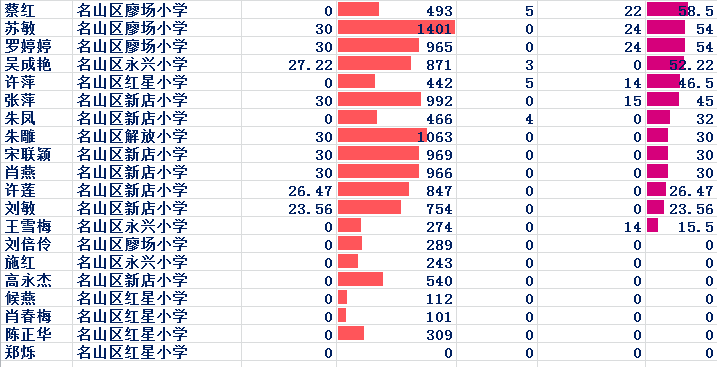 蔡红 名山区廖场小学 0 493 5 22 58.5
苏敏 名山区廖场小学 30 1401 0 24 54
罗婷婷 名山区廖场小学 30 965 0 24 54
吴成艳 名山区永兴小学 27.22 871 3 0 52.22
许萍 名山区红星小学 0 442 5 14 46.5
张萍 名山区新店小学 30 992 0 15 45
朱凤 名山区新店小学 0 466 4 0 32
朱雕 名山区解放小学 30 1063 0 0 30
宋联颖 名山区新店小学 30 969 0 0 30
肖燕 名山区新店小学 30 966 0 0 30
许莲 名山区新店小学 26.47 847 0 0 26.47
刘敏 名山区新店小学 23.56 754 0 0 23.56
王雪梅 名山区永兴小学 0 274 0 14 15.5
刘倍伶 名山区廖场小学 0 289 0 0 0
施红 名山区永兴小学 0 243 0 0 0
高永杰 名山区新店小学 0 540 0 0 0
候燕 名山区红星小学 0 112 0 0 0
肖春梅 名山区红星小学 0 101 0 0 0
陈正华 名山区红星小学 0 309 0 0 0
郑烁 名山区红星小学 0 0 0 0 0